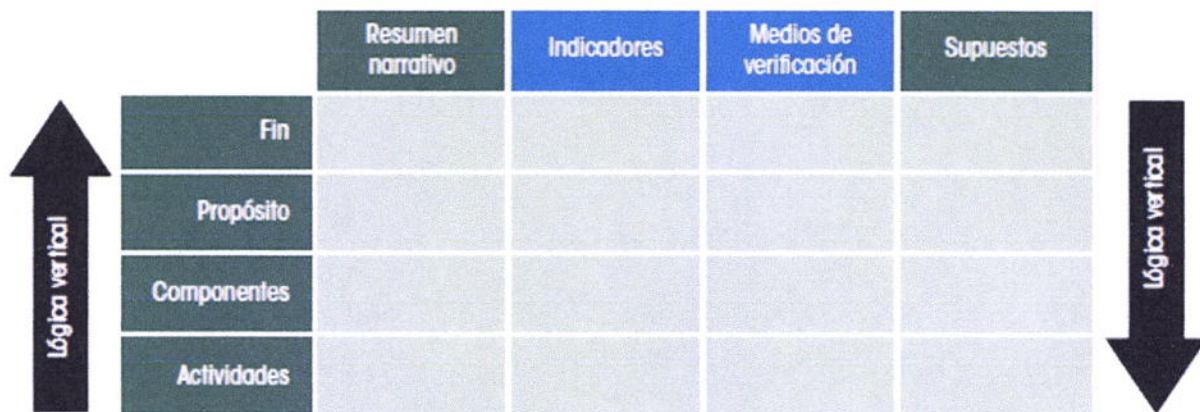 Resumen
narrativo
Indicadores
Medios de
verificación
Supuestos
Fin
Propósito
Componentes
Actividades
Lógica vertical
Lógica vertical